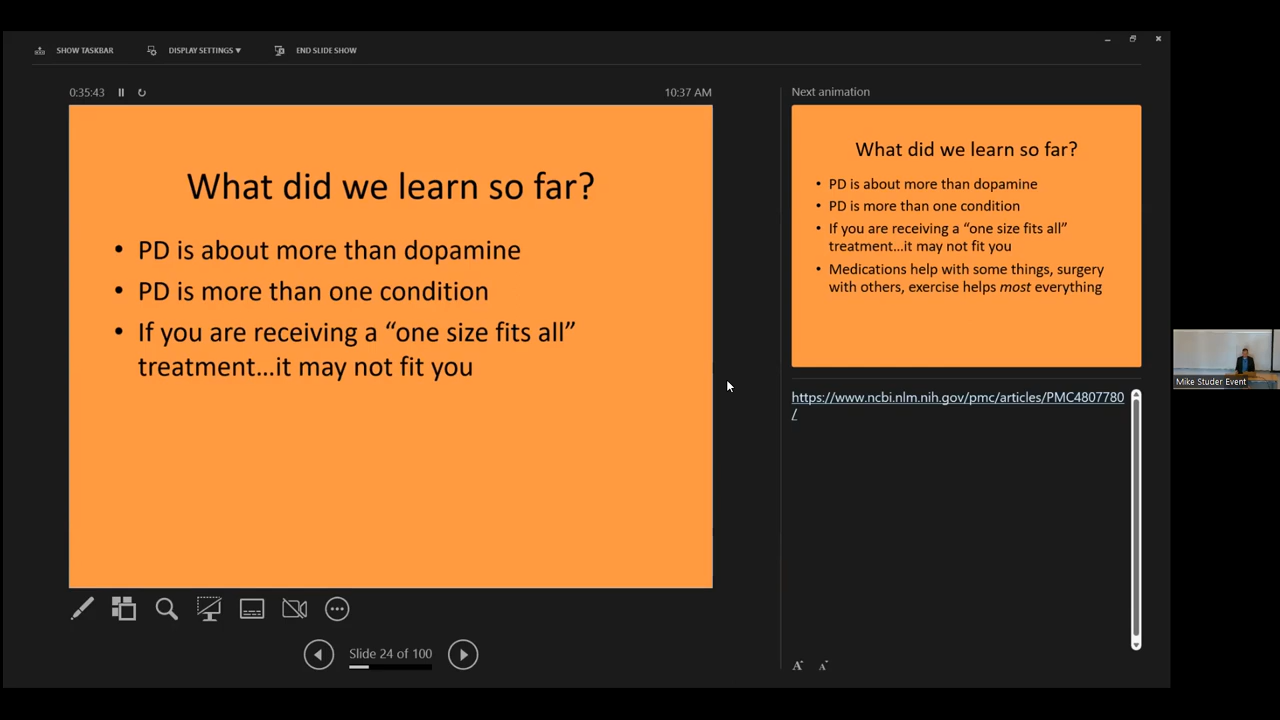 SHOW TASKBAR
DISPLAY SETTINGS ▾
END SLIDE SHOW
0:35:43
10:37 AM
What did we learn so far?
• PD is about more than dopamine
• PD is more than one condition
• If you are receiving a “one size fits all”
treatment...it may not fit you
Slide 24 of 100
Next animation
What did we learn so far?
• PD is about more than dopamine
• PD is more than one condition
• If you are receiving a “one size fits all”
treatment...it may not fit you
• Medications help with some things, surgery
with others, exercise helps most everything
https://www.ncbi.nlm.nih.gov/pmc/articles/PMC4807780
/
A A
Mike Studer Event